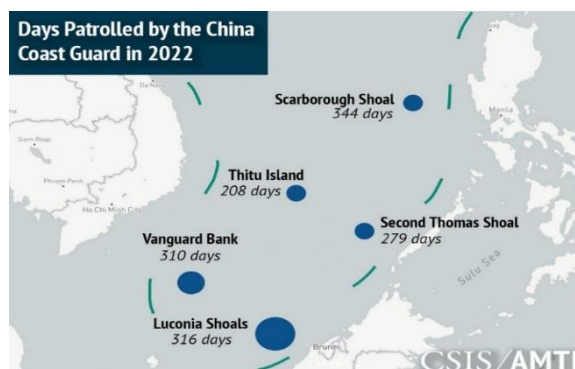 Days Patrolled by the China
Coast Guard in 2022
Da Nang
Scarborough Shoal
344 days
Manila
Siem Reap
Thitu Island
208 days
Phnom Penh
Ho Chi Minh City
Second Thomas Shoal
279 days
Vanguard Bank
310 days
Sulu Sea
Luconia Shoals
316 days
Brunei
CSIS/AMTI